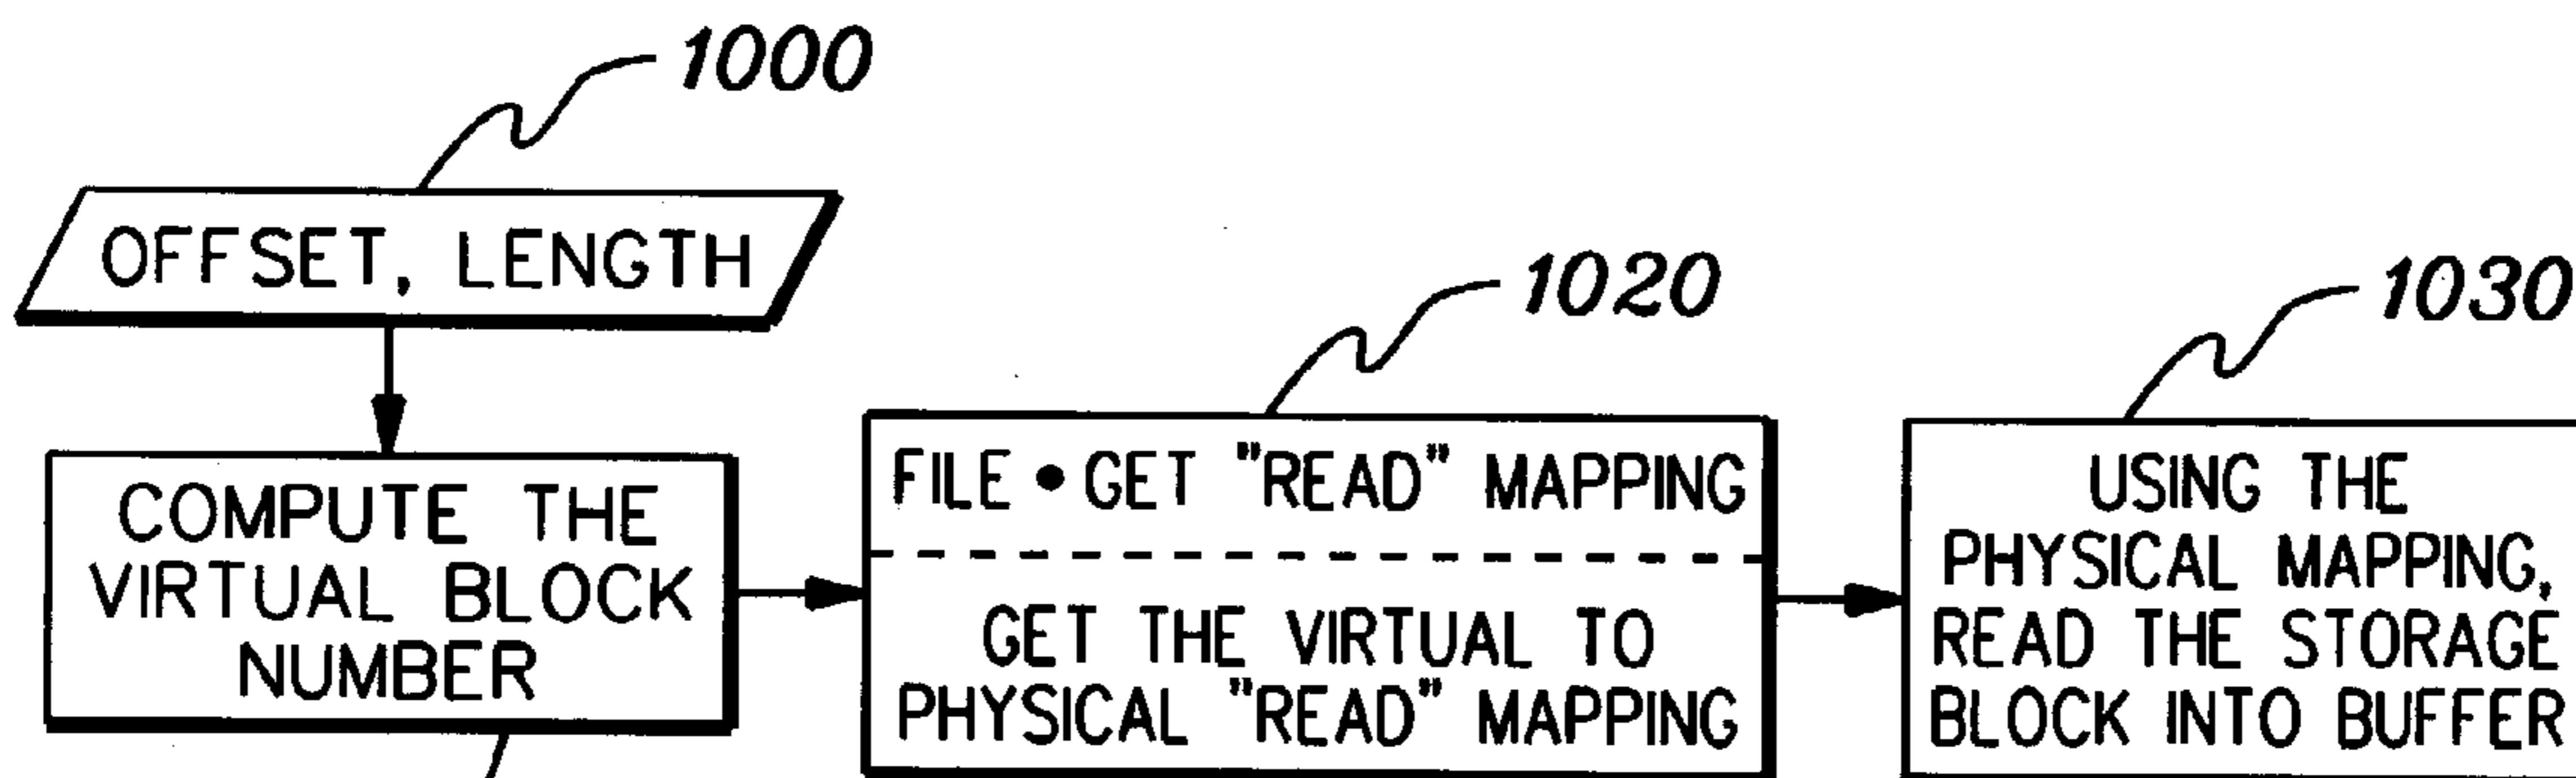 1000
OFFSET, LENGTH
COMPUTE THE
VIRTUAL BLOCK
NUMBER
1020
FILE • GET "READ" MAPPING
GET THE VIRTUAL TO
PHYSICAL "READ" MAPPING
1030
USING THE
PHYSICAL MAPPING,
READ THE STORAGE
BLOCK INTO BUFFER